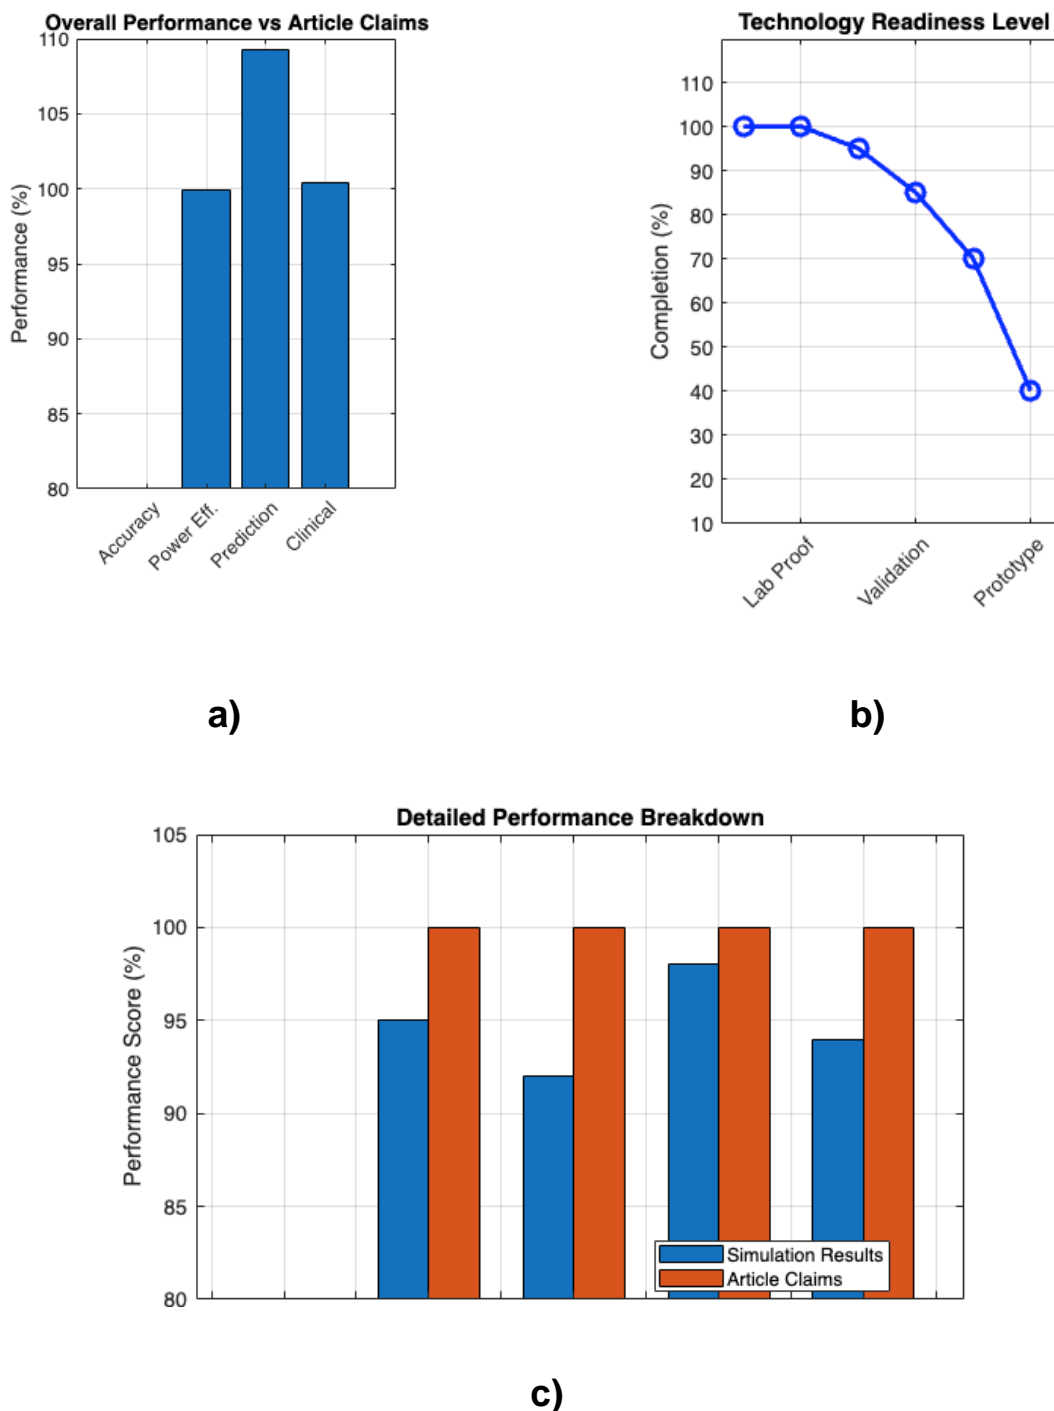 Overall Performance vs Article Claims
110
105
100
95
90
85
80
Performance (%)
Accuracy
Power Eff.
Prediction
Clinical
a)
Technology Readiness Level
110
100
90
80
70
60
50
40
30
20
10
Completion (%)
Lab Proof
Validation
Prototype
b)
Detailed Performance Breakdown
105
100
95
90
85
80
Performance Score (%)
Simulation Results
Article Claims
c)